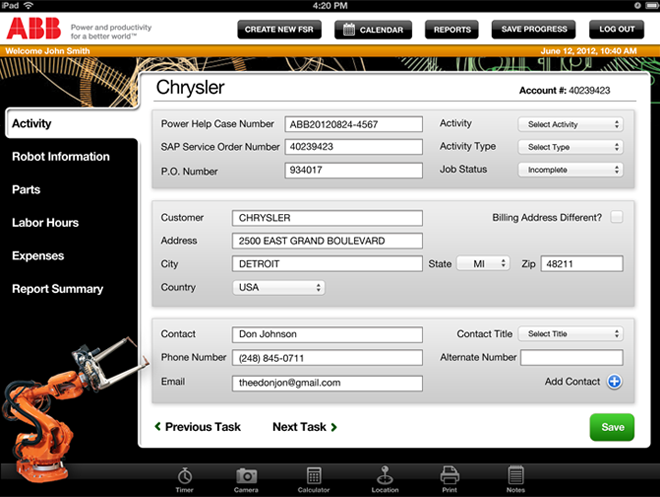 iPad 4:20 PM
ABB Power and productivity
for a better world™
CREATE NEW FSR CALENDAR REPORTS SAVE PROGRESS LOG OUT
Welcome John Smith June 12, 2012, 10:40 AM
Chrysler Account #: 40239423
Activity
Robot Information
Parts
Labor Hours
Expenses
Report Summary
Power Help Case Number ABB20120824-4567 Activity Select Activity
SAP Service Order Number 40239423 Activity Type Select Type
P.O. Number 934017 Job Status Incomplete
Customer CHRYSLER Billing Address Different?
Address 2500 EAST GRAND BOULEVARD
City DETROIT State MI Zip 48211
Country USA
Contact Don Johnson Contact Title Select Title
Phone Number (248) 845-0711 Alternate Number
Email theedonjon@gmail.com Add Contact
Previous Task Next Task Save
Timer Camera Calculator Location Print Notes